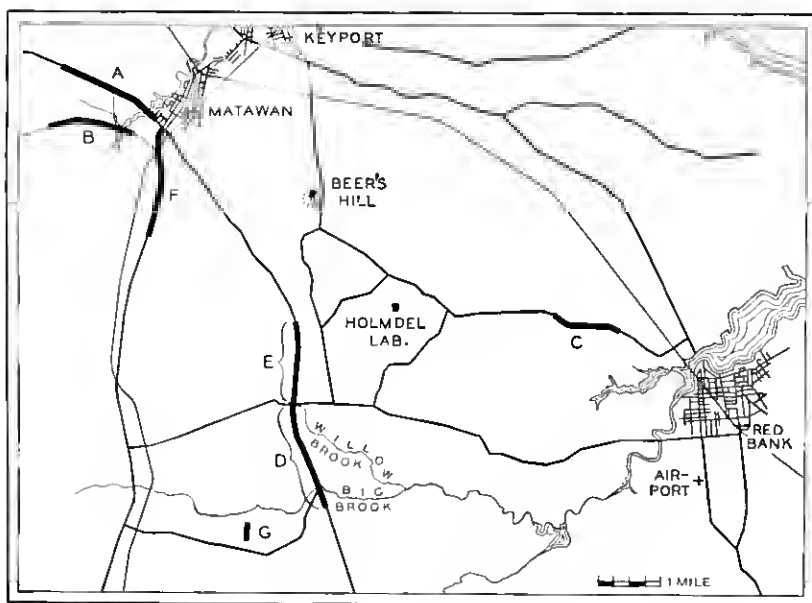 KEYPORT
A
MATAWAN
B
BEER'S
HILL
F
HOLMDEL
LAB.
C
E
WILLOW
BROOK
D
RED
BANK
BIG
BROOK
AIR-
PORT
G
1 MILE